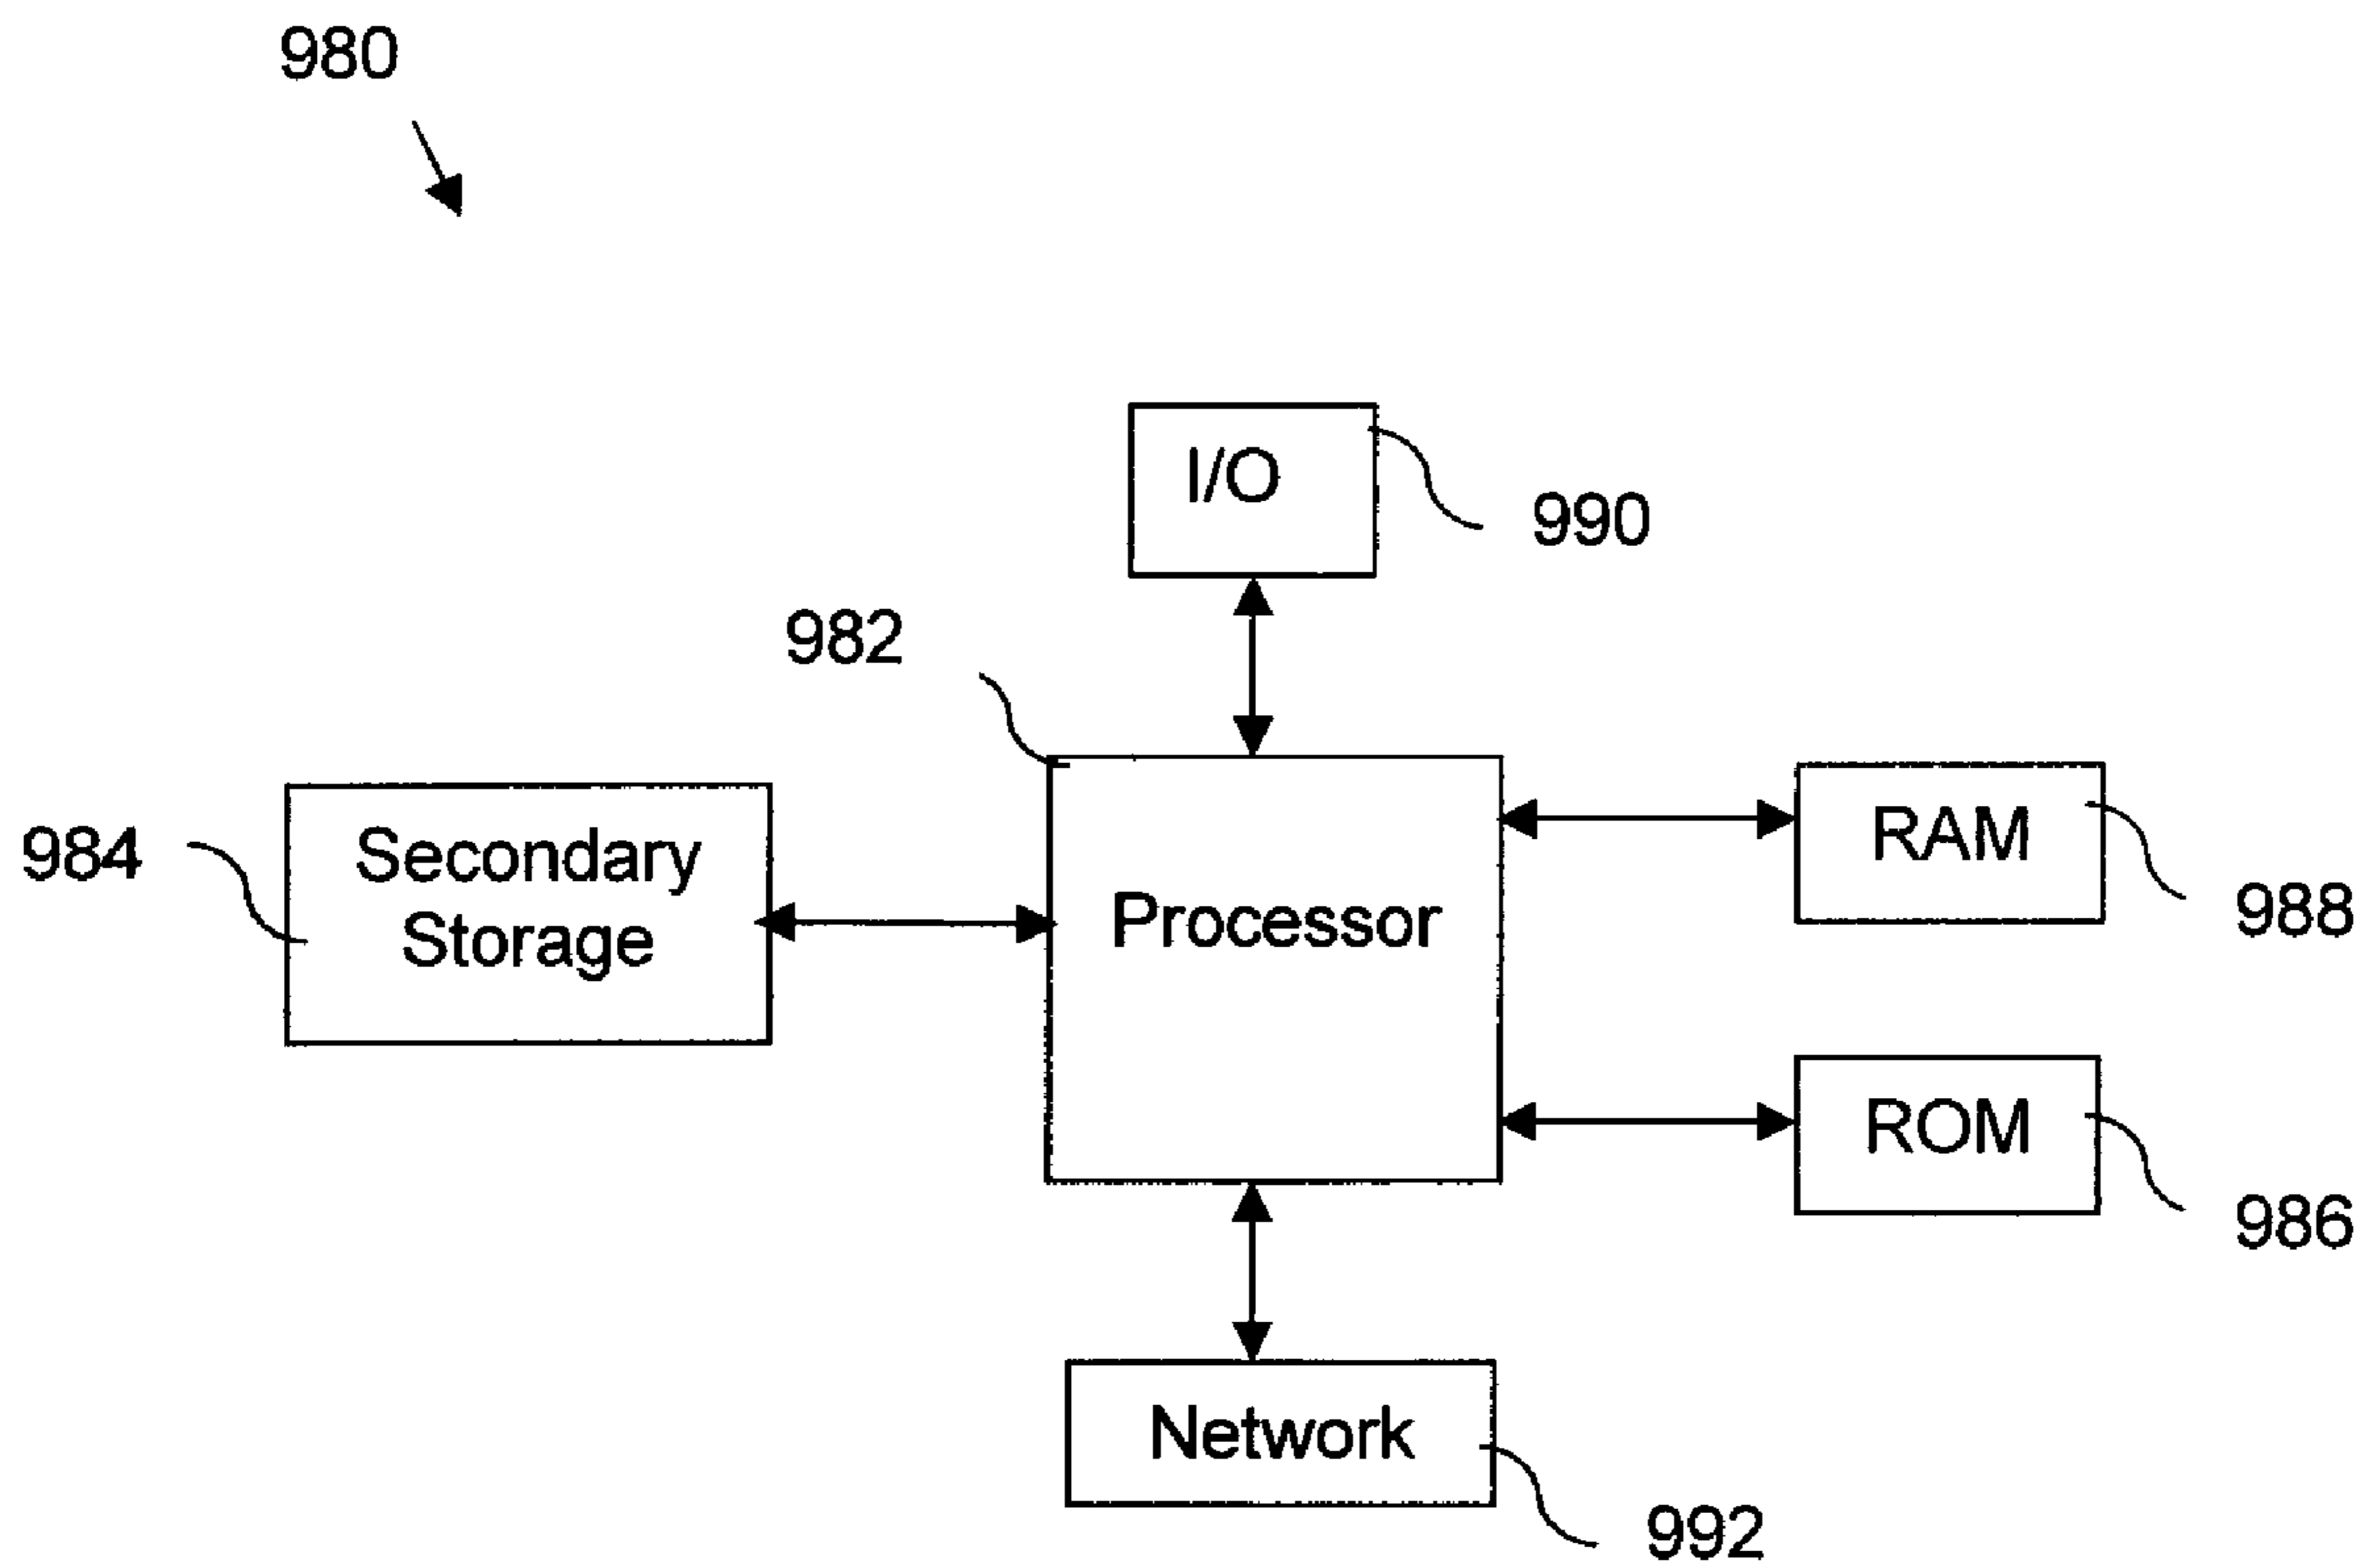 980
I/O
990
982
984
Secondary
Storage
Processor
RAM
988
ROM
986
Network
992